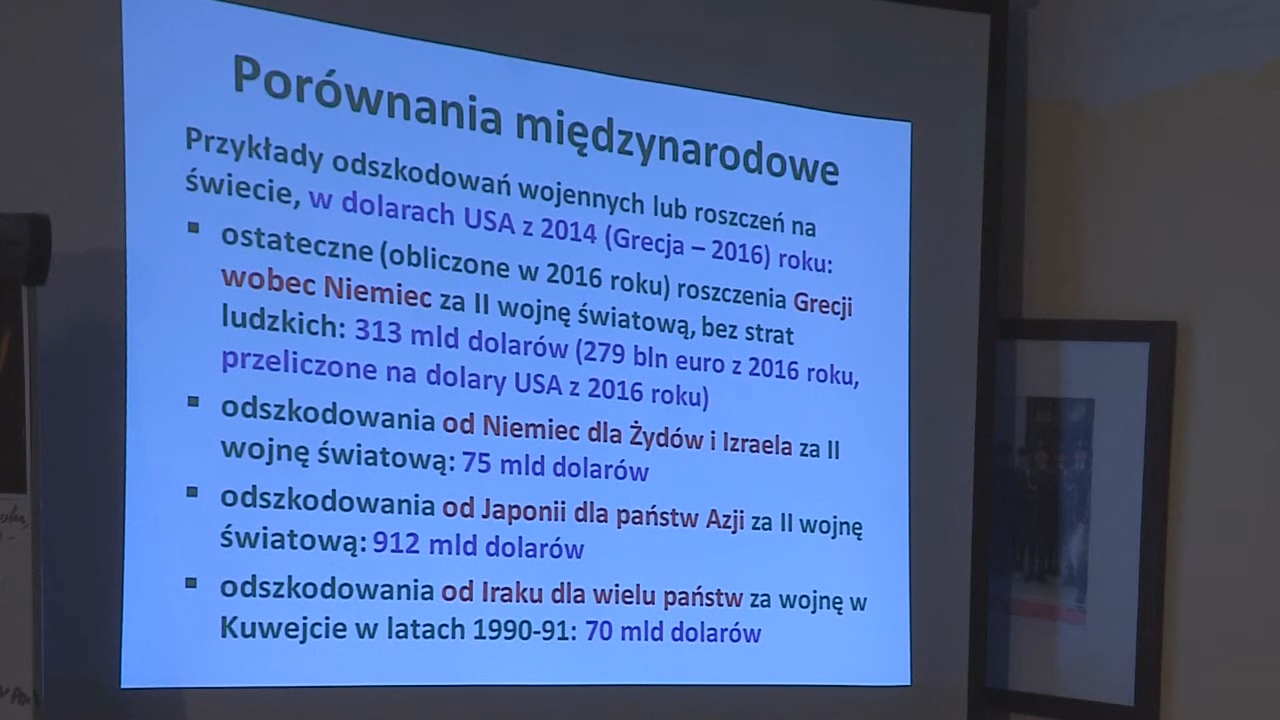 Porównania międzynarodowe
Przykłady odszkodowań wojennych lub roszczeń na
świecie, w dolarach USA z 2014 (Grecja – 2016) roku:
▪ ostateczne (obliczone w 2016 roku) roszczenia Grecji
wobec Niemiec za II wojnę światową, bez strat
ludzkich: 313 mld dolarów (279 bln euro z 2016 roku,
przeliczone na dolary USA z 2016 roku)
▪ odszkodowania od Niemiec dla Żydów i Izraela za II
wojnę światową: 75 mld dolarów
▪ odszkodowania od Japonii dla państw Azji za II wojnę
światową: 912 mld dolarów
▪ odszkodowania od Iraku dla wielu państw za wojnę w
Kuwejcie w latach 1990-91: 70 mld dolarów